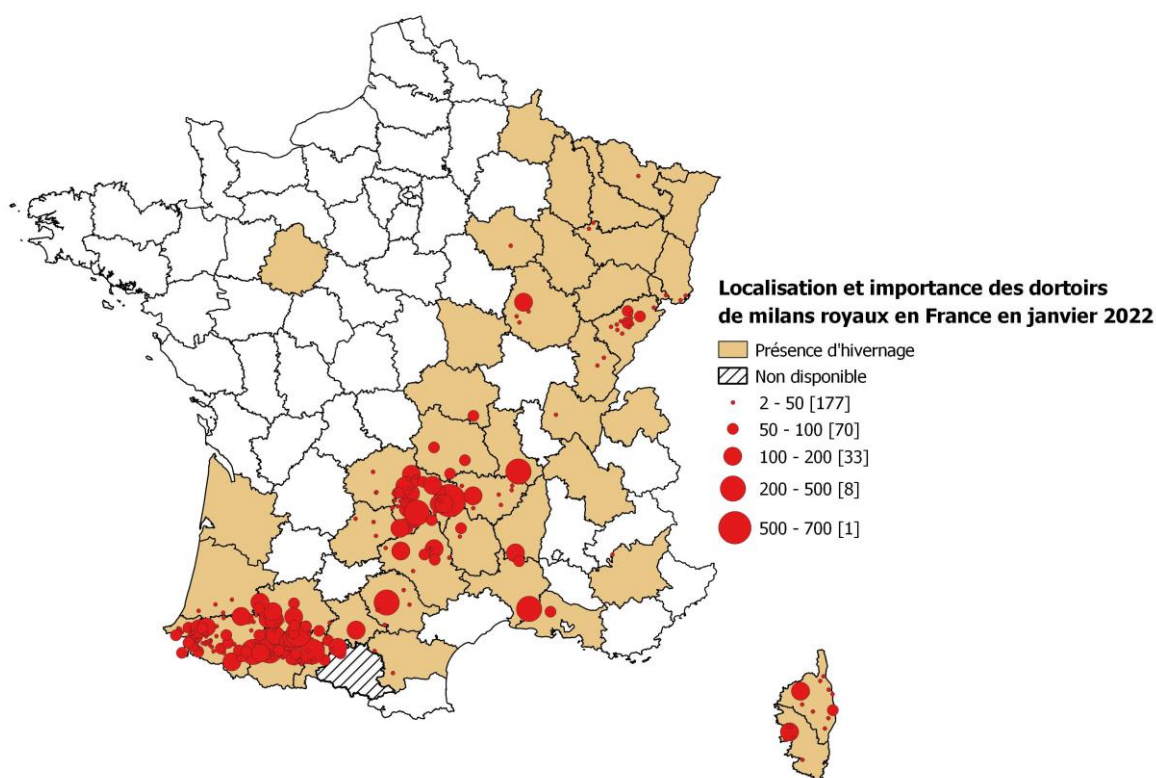 Localisation et importance des dortoirs
de milans royaux en France en janvier 2022
Présence d'hivernage
Non disponible
2 - 50 [177]
50 - 100 [70]
100 - 200 [33]
200 - 500 [8]
500 - 700 [1]